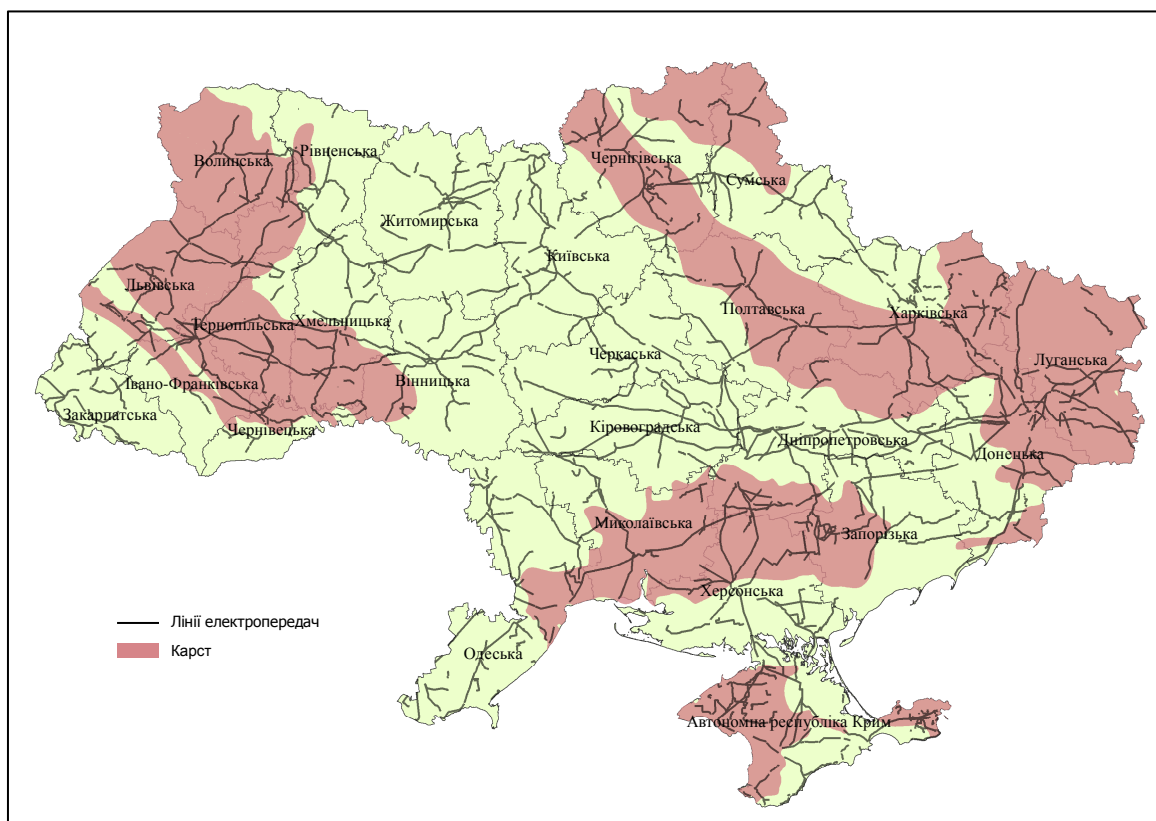 Волинська
Рівненська
Чернігівська
Сумська
Житомирська
Київська
Львівська
Тернопільська
Хмельницька
Полтавська
Харківська
Луганська
Черкаська
Вінницька
Івано-Франківська
Закарпатська
Чернівецька
Кіровоградська
Дніпропетровська
Донецька
Миколаївська
Запорізька
Херсонська
Одеська
Автономна республіка Крим
Лінії електропередач
Карст